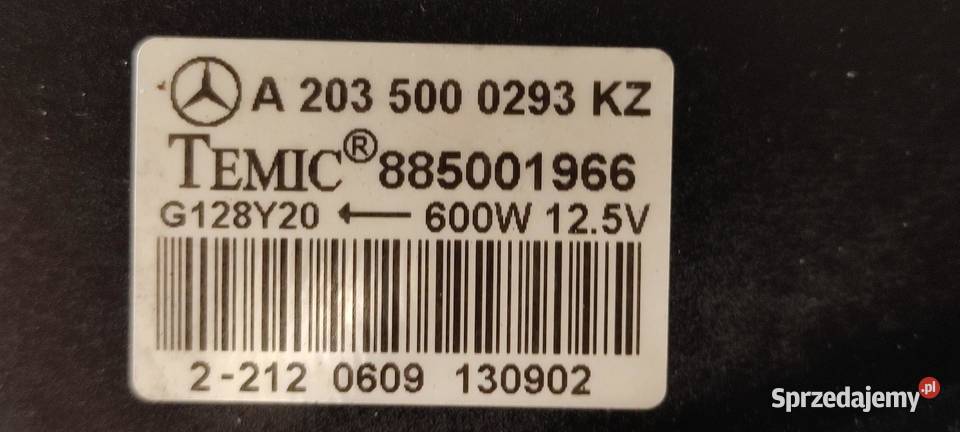 A 203 500 0293 KZ
TEMIC® 885001966
G128Y20 ← 600W 12.5V
2-212 0609 130902
Sprzedajemy.pl